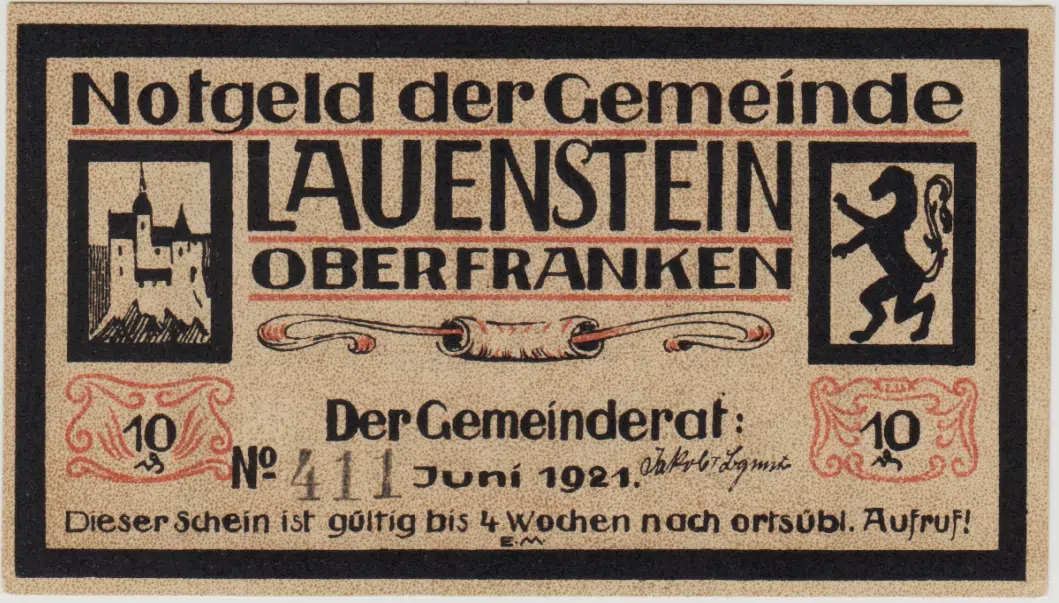 Notgeld der Gemeinde
LAUENSTEIN
OBERFRANKEN
Der Gemeinderat:
10
10
Nº 411 Juni 1921. Jakob
Dieser Schein ist gültig bis 4 Wochen nach ortsübl. Aufruf!
E.M.